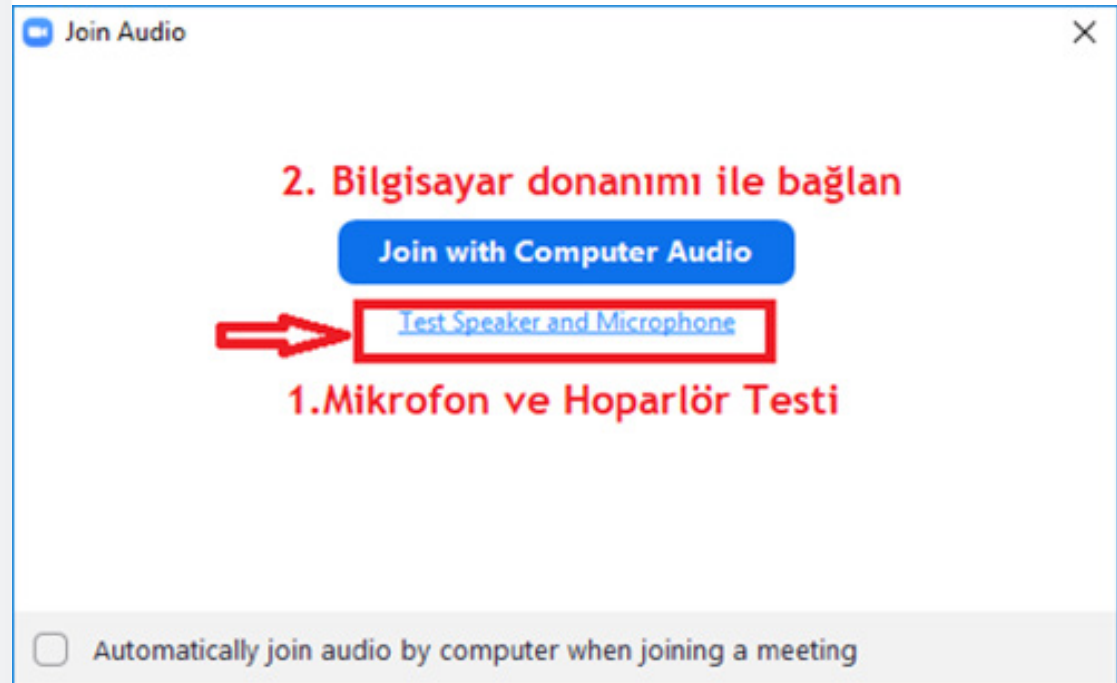 Join Audio
2. Bilgisayar donanımı ile bağlan
Join with Computer Audio
Test Speaker and Microphone
1.Mikrofon ve Hoparlör Testi
Automatically join audio by computer when joining a meeting